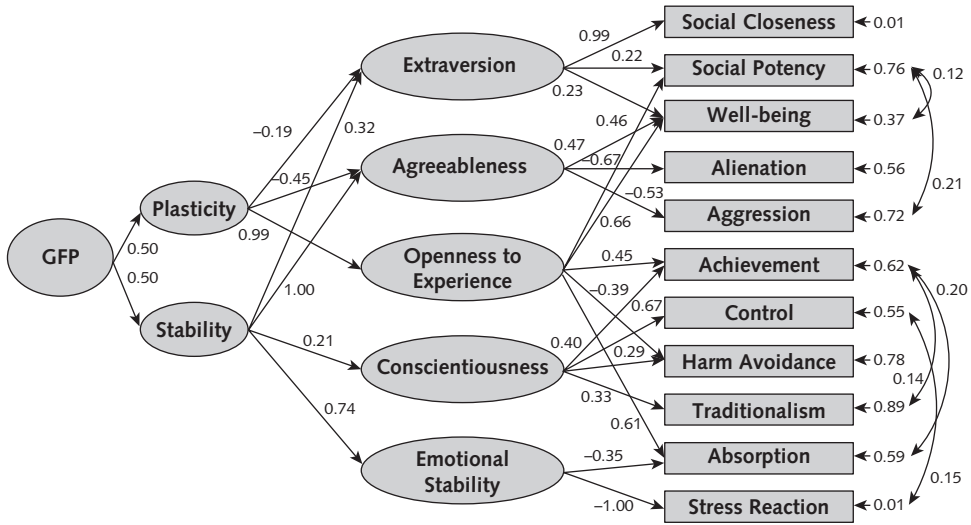 GFP
0.50
0.50
Plasticity
Stability
–0.19
–0.45
0.99
0.32
1.00
0.21
0.74
Extraversion
Agreeableness
Openness to
Experience
Conscientiousness
Emotional
Stability
0.99
0.22
0.23
0.46
0.47
–0.67
–0.53
0.66
0.45
–0.39
0.67
0.40
0.29
0.33
0.61
–0.35
–1.00
Social Closeness
0.01
Social Potency
0.76
Well-being
0.37
Alienation
0.56
Aggression
0.72
Achievement
0.62
Control
0.55
Harm Avoidance
0.78
Traditionalism
0.89
Absorption
0.59
Stress Reaction
0.01
0.12
0.21
0.20
0.14
0.15